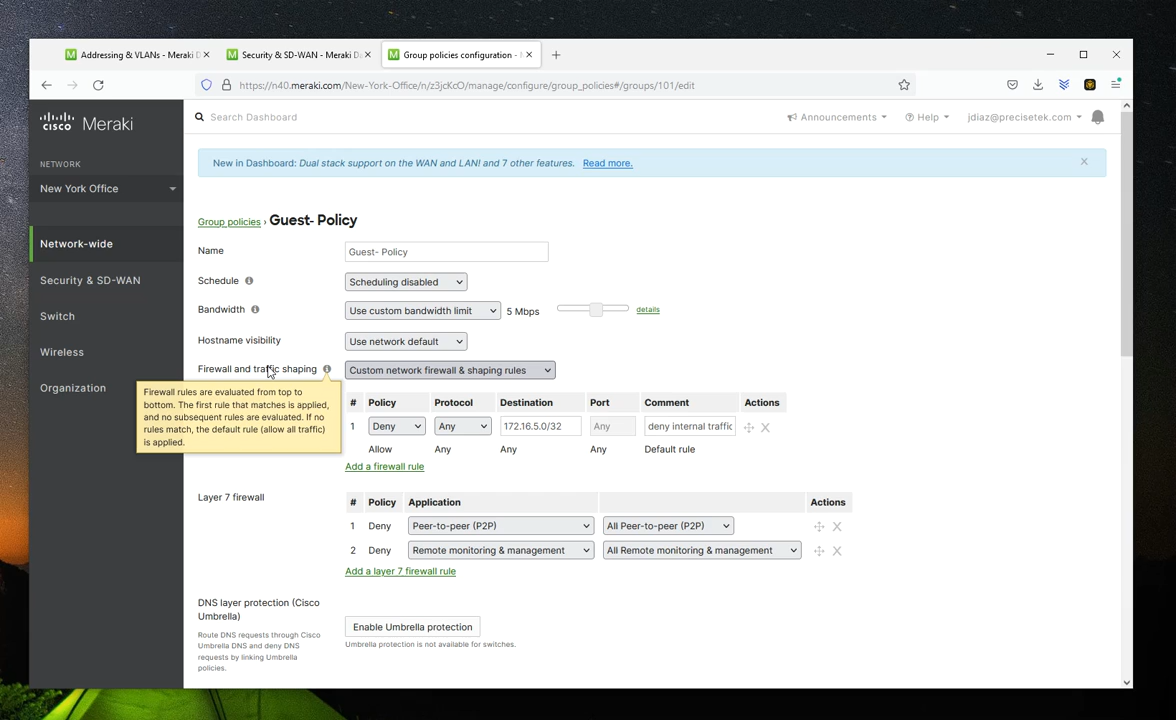 Addressing & VLANs - Meraki D
Security & SD-WAN - Meraki Da
Group policies configuration -
https://n40.meraki.com/New-York-Office/n/z3jcKcO/manage/configure/group_policies#/groups/101/edit
cisco Meraki
Search Dashboard
Announcements
Help
jdiaz@precisetek.com
NETWORK
New York Office
Network-wide
Security & SD-WAN
Switch
Wireless
Organization
New in Dashboard: Dual stack support on the WAN and LAN! and 7 other features. Read more.
Group policies › Guest- Policy
Name Guest- Policy
Schedule Scheduling disabled
Bandwidth Use custom bandwidth limit 5 Mbps details
Hostname visibility Use network default
Firewall and traffic shaping Custom network firewall & shaping rules
Firewall rules are evaluated from top to
bottom. The first rule that matches is applied,
and no subsequent rules are evaluated. If no
rules match, the default rule (allow all traffic)
is applied.
# Policy Protocol Destination Port Comment Actions
1 Deny Any 172.16.5.0/32 Any deny internal traffic
Allow Any Any Any Default rule
Add a firewall rule
Layer 7 firewall
# Policy Application Actions
1 Deny Peer-to-peer (P2P) All Peer-to-peer (P2P)
2 Deny Remote monitoring & management All Remote monitoring & management
Add a layer 7 firewall rule
DNS layer protection (Cisco
Umbrella)
Route DNS requests through Cisco
Umbrella DNS and deny DNS
requests by linking Umbrella
policies.
Enable Umbrella protection
Umbrella protection is not available for switches.